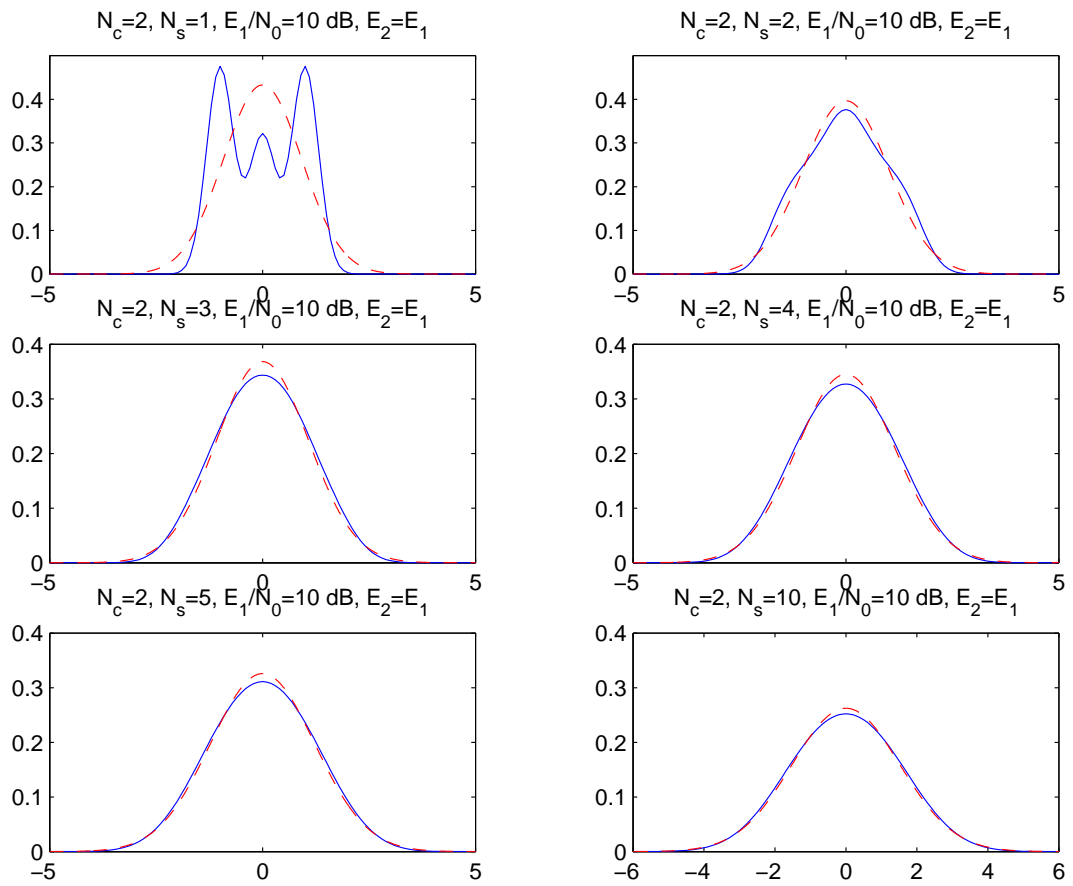 N_c=2, N_s=1, E_1/N_0=10 dB, E_2=E_1
0.4
0.3
0.2
0.1
0
−5 0 5
N_c=2, N_s=2, E_1/N_0=10 dB, E_2=E_1
0.4
0.3
0.2
0.1
0
−5 0 5
N_c=2, N_s=3, E_1/N_0=10 dB, E_2=E_1
0.4
0.3
0.2
0.1
0
−5 0 5
N_c=2, N_s=4, E_1/N_0=10 dB, E_2=E_1
0.4
0.3
0.2
0.1
0
−5 0 5
N_c=2, N_s=5, E_1/N_0=10 dB, E_2=E_1
0.4
0.3
0.2
0.1
0
−5 0 5
N_c=2, N_s=10, E_1/N_0=10 dB, E_2=E_1
0.4
0.3
0.2
0.1
0
−6 −4 −2 0 2 4 6